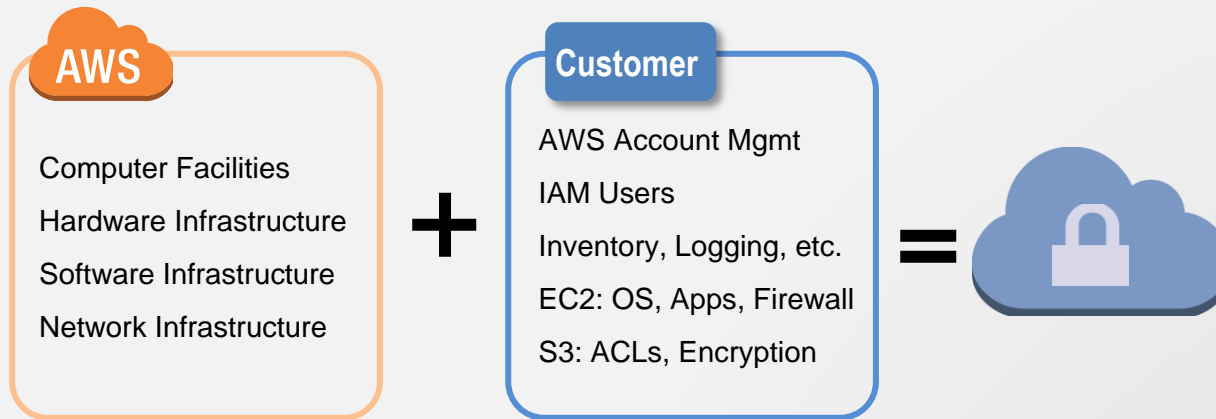 AWS
Computer Facilities
Hardware Infrastructure
Software Infrastructure
Network Infrastructure
+
Customer
AWS Account Mgmt
IAM Users
Inventory, Logging, etc.
EC2: OS, Apps, Firewall
S3: ACLs, Encryption
=